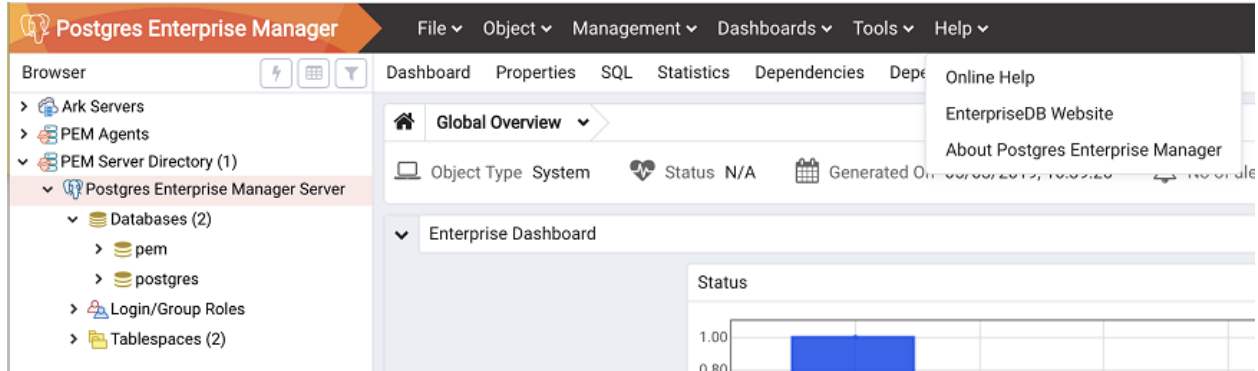 Postgres Enterprise Manager File Object Management Dashboards Tools Help
Browser Dashboard Properties SQL Statistics Dependencies Depe
Online Help
EnterpriseDB Website
About Postgres Enterprise Manager
Ark Servers
PEM Agents
PEM Server Directory (1)
Postgres Enterprise Manager Server
Databases (2)
pem
postgres
Login/Group Roles
Tablespaces (2)
Global Overview
Object Type System Status N/A Generated On
Enterprise Dashboard
Status
1.00
0.80